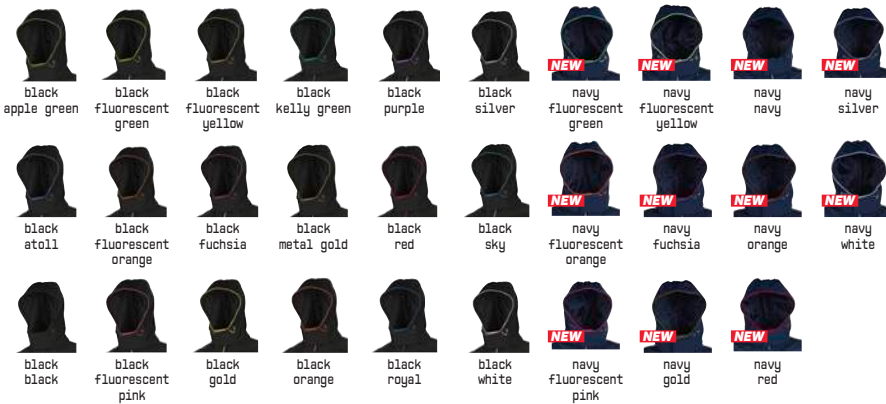 NEW
NEW
NEW
NEW
black
apple green
black
fluorescent
green
black
fluorescent
yellow
black
kelly green
black
purple
black
silver
navy
fluorescent
green
navy
fluorescent
yellow
navy
navy
navy
silver
NEW
NEW
NEW
NEW
black
atoll
black
fluorescent
orange
black
fuchsia
black
metal gold
black
red
black
sky
navy
fluorescent
orange
navy
fuchsia
navy
orange
navy
white
NEW
NEW
NEW
black
black
black
fluorescent
pink
black
gold
black
orange
black
royal
black
white
navy
fluorescent
pink
navy
gold
navy
red